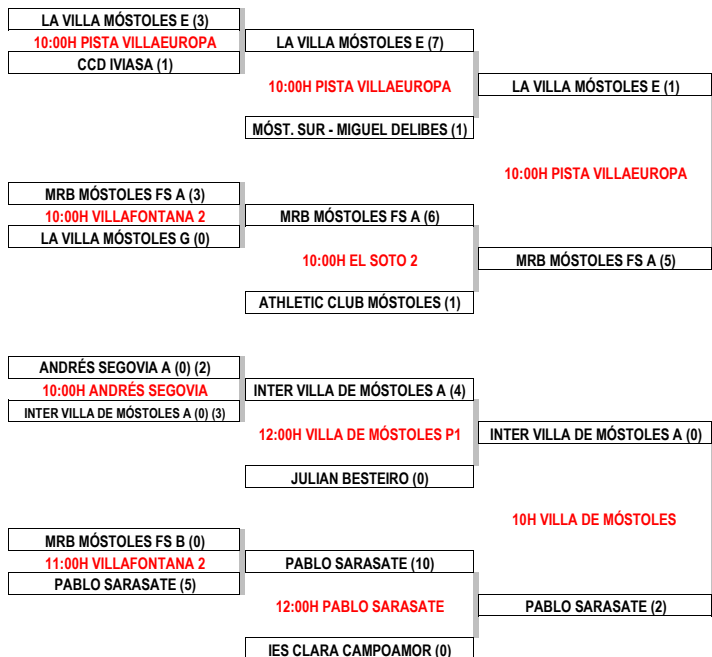 LA VILLA MÓSTOLES E (3)
10:00H PISTA VILLAEUROPA
CCD IVIASA (1)
LA VILLA MÓSTOLES E (7)
10:00H PISTA VILLAEUROPA
MÓST. SUR - MIGUEL DELIBES (1)
LA VILLA MÓSTOLES E (1)
10:00H PISTA VILLAEUROPA
MRB MÓSTOLES FS A (5)
MRB MÓSTOLES FS A (3)
10:00H VILLAFONTANA 2
LA VILLA MÓSTOLES G (0)
MRB MÓSTOLES FS A (6)
10:00H EL SOTO 2
ATHLETIC CLUB MÓSTOLES (1)
ANDRÉS SEGOVIA A (0) (2)
10:00H ANDRÉS SEGOVIA
INTER VILLA DE MÓSTOLES A (0) (3)
INTER VILLA DE MÓSTOLES A (4)
12:00H VILLA DE MÓSTOLES P1
JULIAN BESTEIRO (0)
INTER VILLA DE MÓSTOLES A (0)
10H VILLA DE MÓSTOLES
PABLO SARASATE (2)
MRB MÓSTOLES FS B (0)
11:00H VILLAFONTANA 2
PABLO SARASATE (5)
PABLO SARASATE (10)
12:00H PABLO SARASATE
IES CLARA CAMPOAMOR (0)